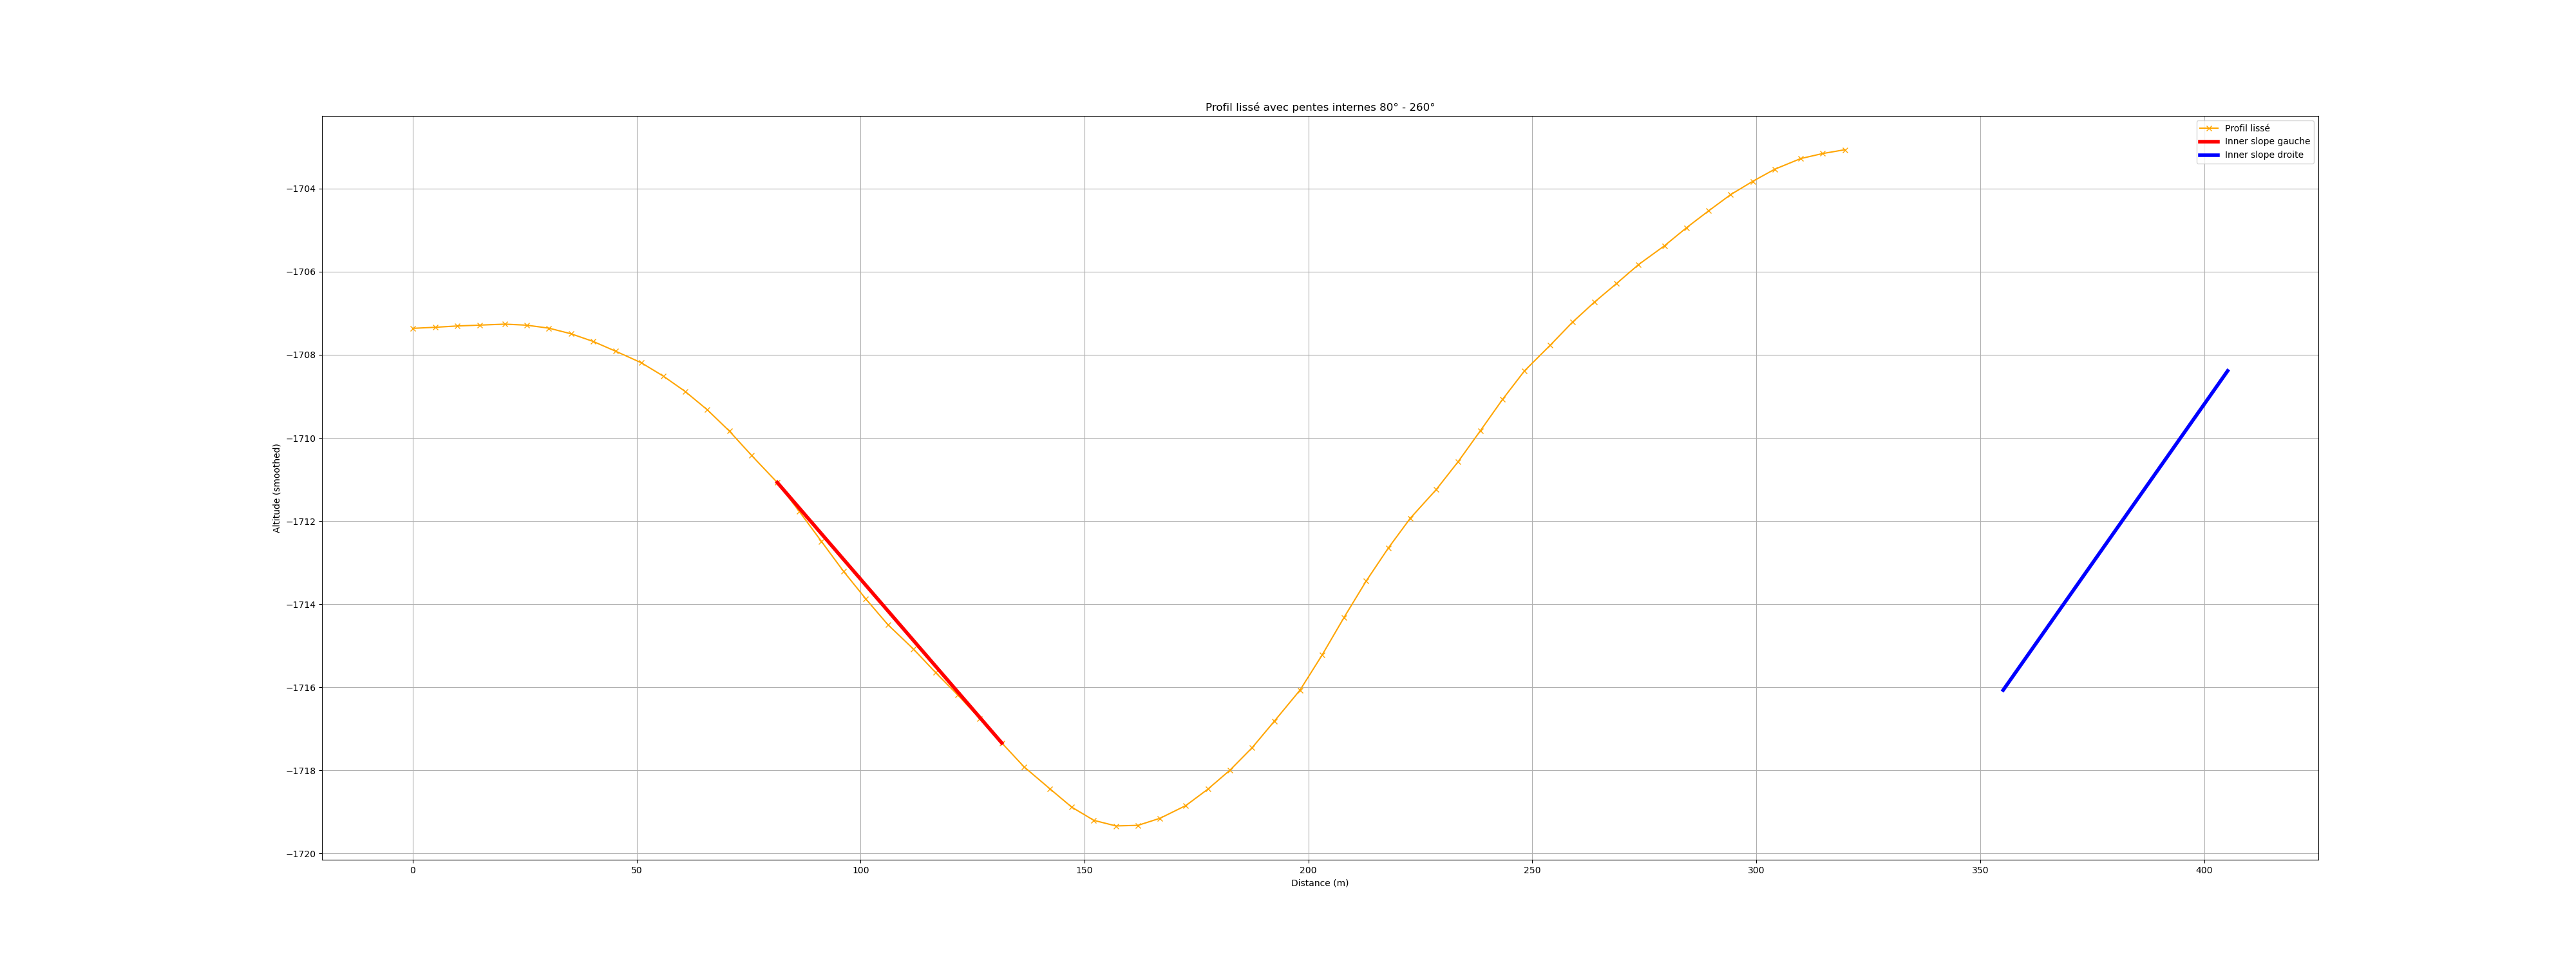 Profil lissé avec pentes internes 80° - 260°
Profil lissé
Inner slope gauche
Inner slope droite
Altitude (smoothed)
−1704
−1706
−1708
−1710
−1712
−1714
−1716
−1718
−1720
0 50 100 150 200 250 300 350 400
Distance (m)